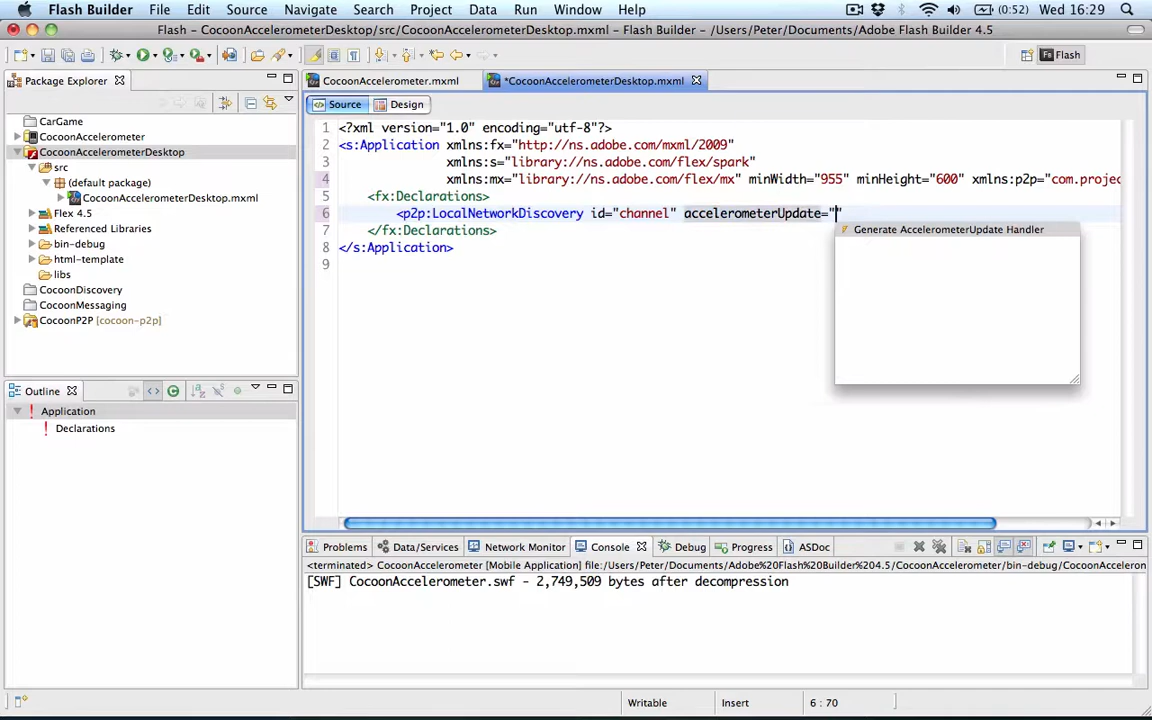 Flash Builder File Edit Source Navigate Search Project Data Run Window Help (0:52) Wed 16:29
Flash - CocoonAccelerometerDesktop/src/CocoonAccelerometerDesktop.mxml - Flash Builder - /Users/Peter/Documents/Adobe Flash Builder 4.5
Flash
Package Explorer
CarGame
CocoonAccelerometer
CocoonAccelerometerDesktop
src
(default package)
CocoonAccelerometerDesktop.mxml
Flex 4.5
Referenced Libraries
bin-debug
html-template
libs
CocoonDiscovery
CocoonMessaging
CocoonP2P [cocoon-p2p]
Outline
Application
Declarations
CocoonAccelerometer.mxml *CocoonAccelerometerDesktop.mxml
Source Design
1 <?xml version="1.0" encoding="utf-8"?>
2 <s:Application xmlns:fx="http://ns.adobe.com/mxml/2009"
3 xmlns:s="library://ns.adobe.com/flex/spark"
4 xmlns:mx="library://ns.adobe.com/flex/mx" minWidth="955" minHeight="600" xmlns:p2p="com.projec
5 <fx:Declarations>
6 <p2p:LocalNetworkDiscovery id="channel" accelerometerUpdate=""
7 </fx:Declarations>
8 </s:Application>
9
Generate AccelerometerUpdate Handler
Problems Data/Services Network Monitor Console Debug Progress ASDoc
<terminated> CocoonAccelerometer [Mobile Application] file:/Users/Peter/Documents/Adobe%20Flash%20Builder%204.5/CocoonAccelerometer/bin-debug/CocoonAcceleron
[SWF] CocoonAccelerometer.swf - 2,749,509 bytes after decompression
Writable Insert 6 : 70